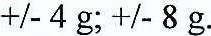 +/- 4 g; +/- 8 g.